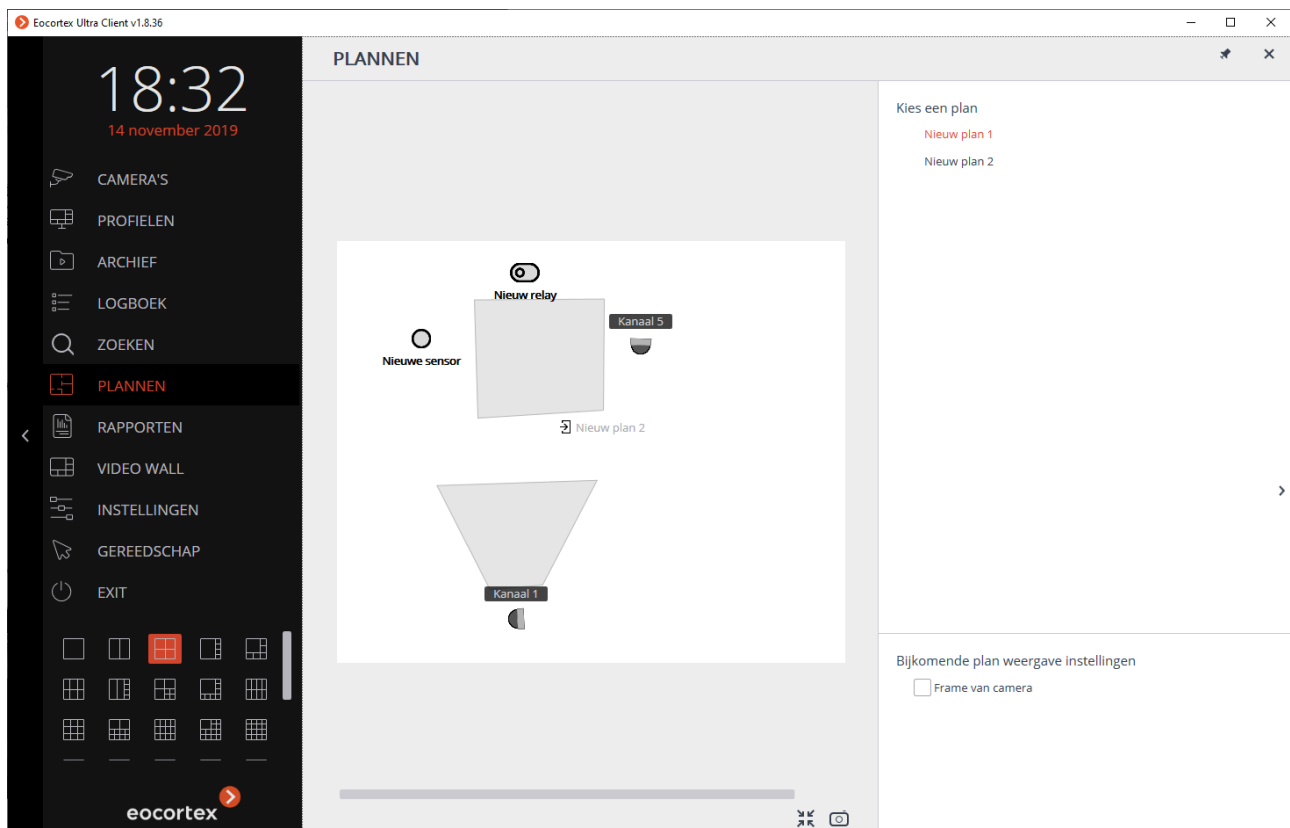 Eocortex Ultra Client v1.8.36
18:32
14 november 2019
CAMERA'S
PROFIELEN
ARCHIEF
LOGBOEK
ZOEKEN
PLANNEN
RAPPORTEN
VIDEO WALL
INSTELLINGEN
GEREEDSCHAP
EXIT
eocortex
PLANNEN
Nieuw relay
Kanaal 5
Nieuwe sensor
Nieuw plan 2
Kanaal 1
Kies een plan
Nieuw plan 1
Nieuw plan 2
Bijkomende plan weergave instellingen
Frame van camera